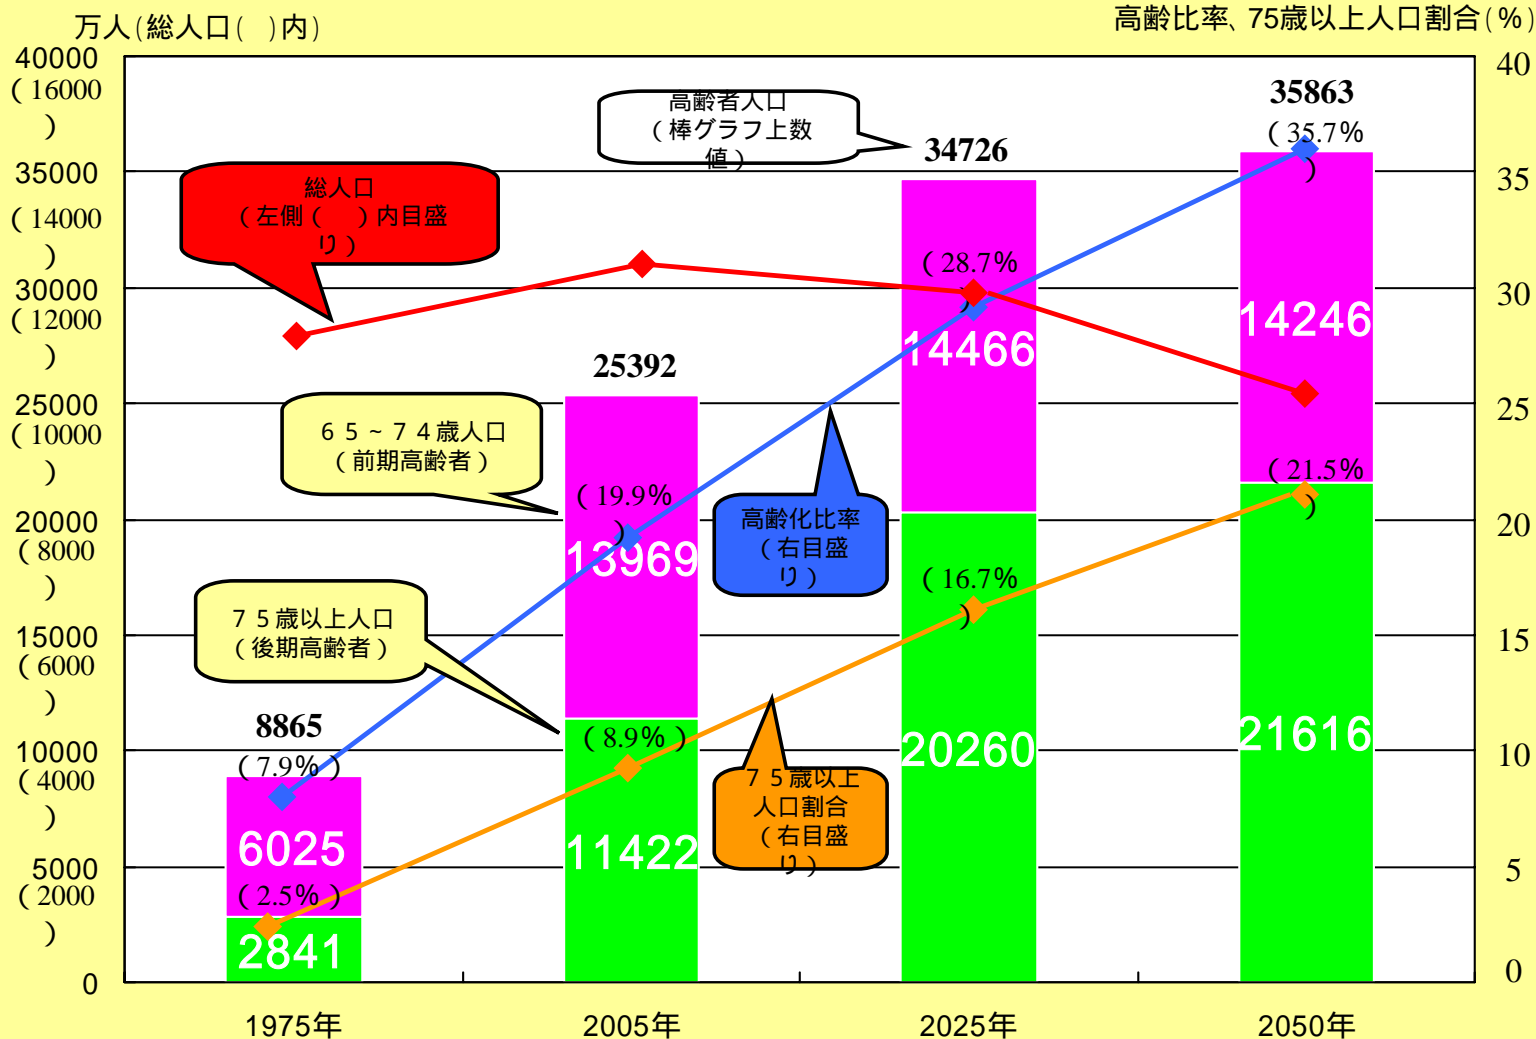 万人(総人口(　)内)
高齢比率、75歳以上人口割合(%)
40000
(16000
)
35000
(14000
)
30000
(12000
)
25000
(10000
)
20000
(8000
)
15000
(6000
)
10000
(4000
)
5000
(2000
)
0
40
35
30
25
20
15
10
5
0
総人口
(左側(　)内目盛
り)
高齢者人口
(棒グラフ上数
値)
65~74歳人口
(前期高齢者)
75歳以上人口
(後期高齢者)
高齢化比率
(右目盛
り)
75歳以上
人口割合
(右目盛
り)
8865
(7.9%)
6025
(2.5%)
2841
25392
(19.9%
)
13969
(8.9%)
11422
34726
(28.7%
)
14466
(16.7%
)
20260
35863
(35.7%
)
14246
(21.5%
)
21616
1975年
2005年
2025年
2050年